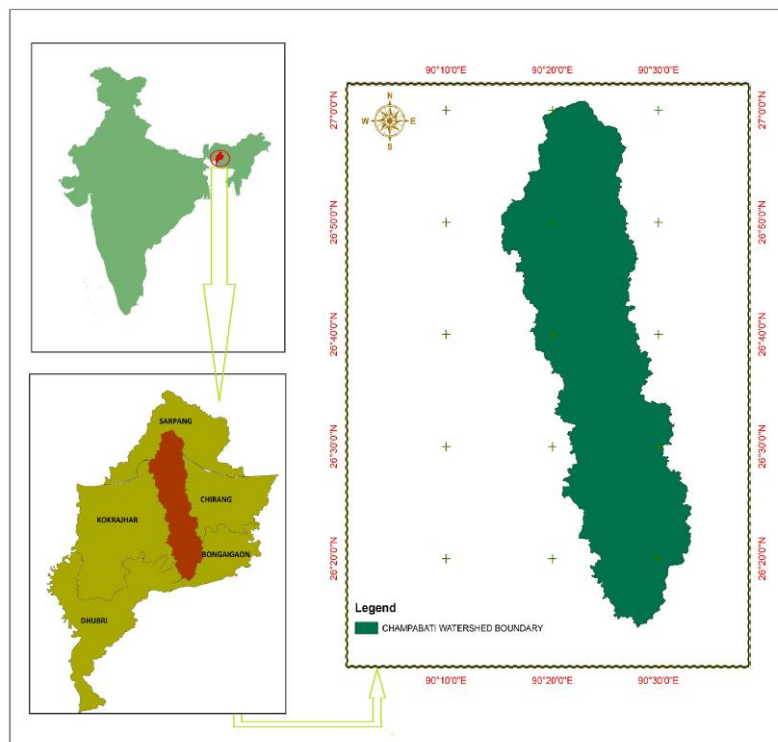 SARPANG
CHIRANG
KOKRAJHAR
BONGAIGAON
DHUBRI
90°10'0"E 90°20'0"E 90°30'0"E
N
W E
S
27°0'0"N 27°0'0"N
26°50'0"N 26°50'0"N
26°40'0"N 26°40'0"N
26°30'0"N 26°30'0"N
26°20'0"N 26°20'0"N
Legend
CHAMPABATI WATERSHED BOUNDARY
90°10'0"E 90°20'0"E 90°30'0"E